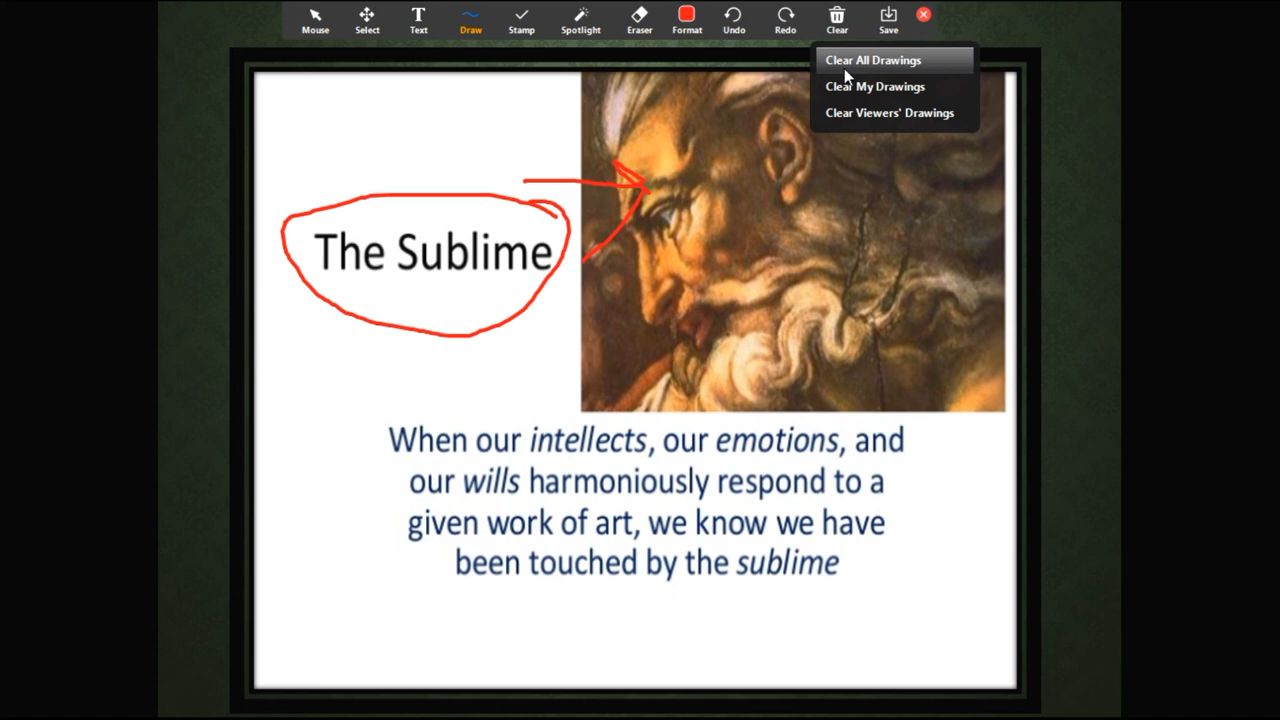 Mouse Select Text Draw Stamp Spotlight Eraser Format Undo Redo Clear Save
Clear All Drawings
Clear My Drawings
Clear Viewers' Drawings
The Sublime
When our intellects, our emotions, and
our wills harmoniously respond to a
given work of art, we know we have
been touched by the sublime